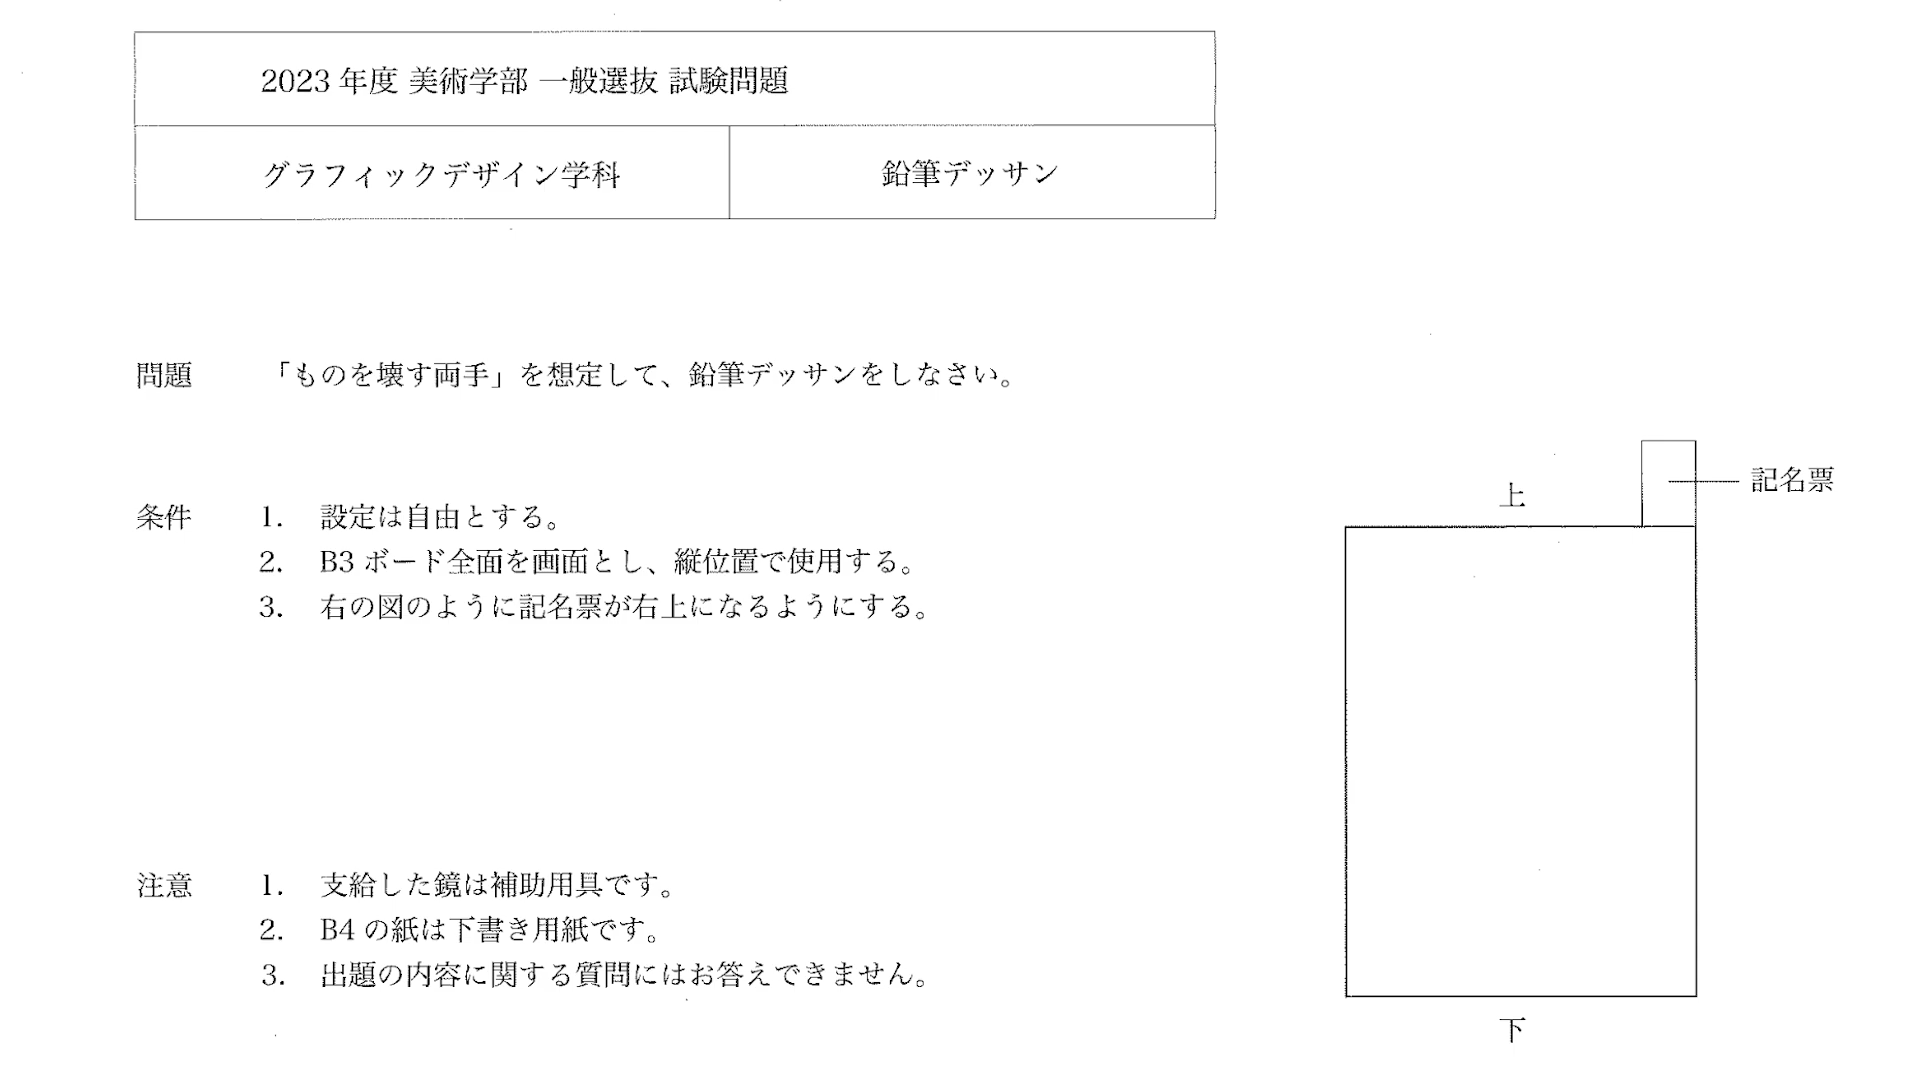 2023 年度 美術学部 一般選抜 試験問題
グラフィックデザイン学科 鉛筆デッサン
問題 「ものを壊す両手」を想定して、鉛筆デッサンをしなさい。
条件 1. 設定は自由とする。
2. B3 ボード全面を画面とし、縦位置で使用する。
3. 右の図のように記名票が右上になるようにする。
上
記名票
下
注意 1. 支給した鏡は補助用具です。
2. B4 の紙は下書き用紙です。
3. 出題の内容に関する質問にはお答えできません。